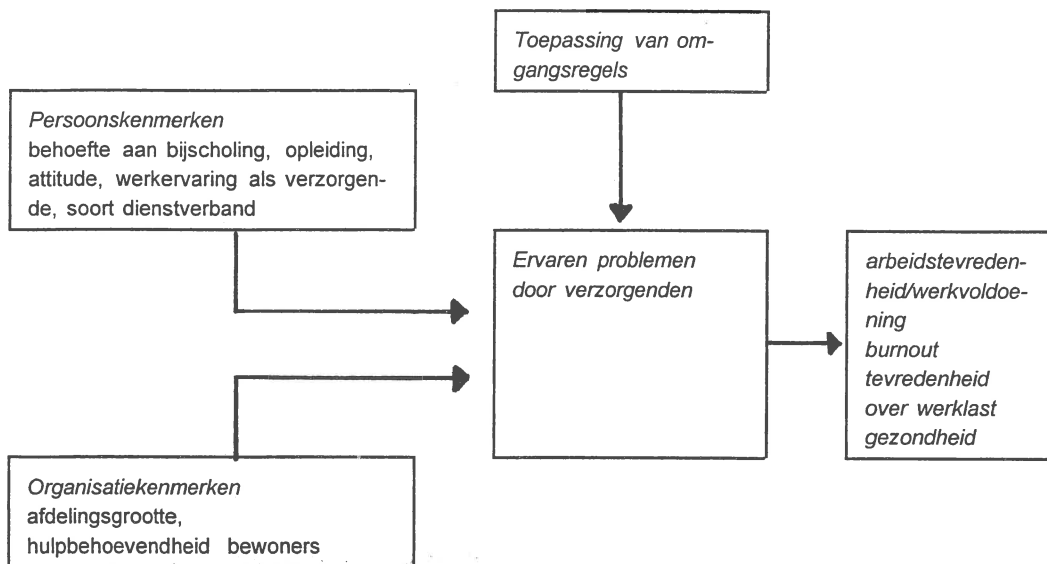 Toepassing van om-
gangsregels
Persoonskenmerken
behoefte aan bijscholing, opleiding,
attitude, werkervaring als verzorgen-
de, soort dienstverband
Ervaren problemen
door verzorgenden
arbeidstevreden-
heid/werkvoldoe-
ning
burnout
tevredenheid
over werklast
gezondheid
Organisatiekenmerken
afdelingsgrootte,
hulpbehoevendheid bewoners